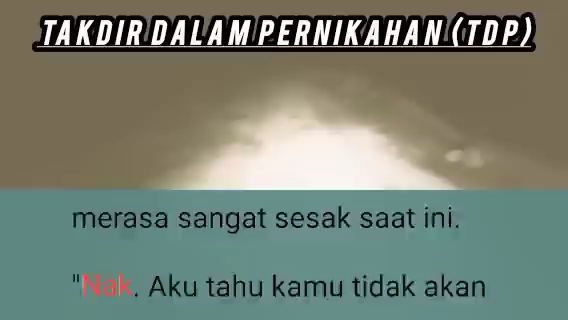 TAKDIR DALAM PERNIKAHAN (TDP)
merasa sangat sesak saat ini.
"Nak. Aku tahu kamu tidak akan